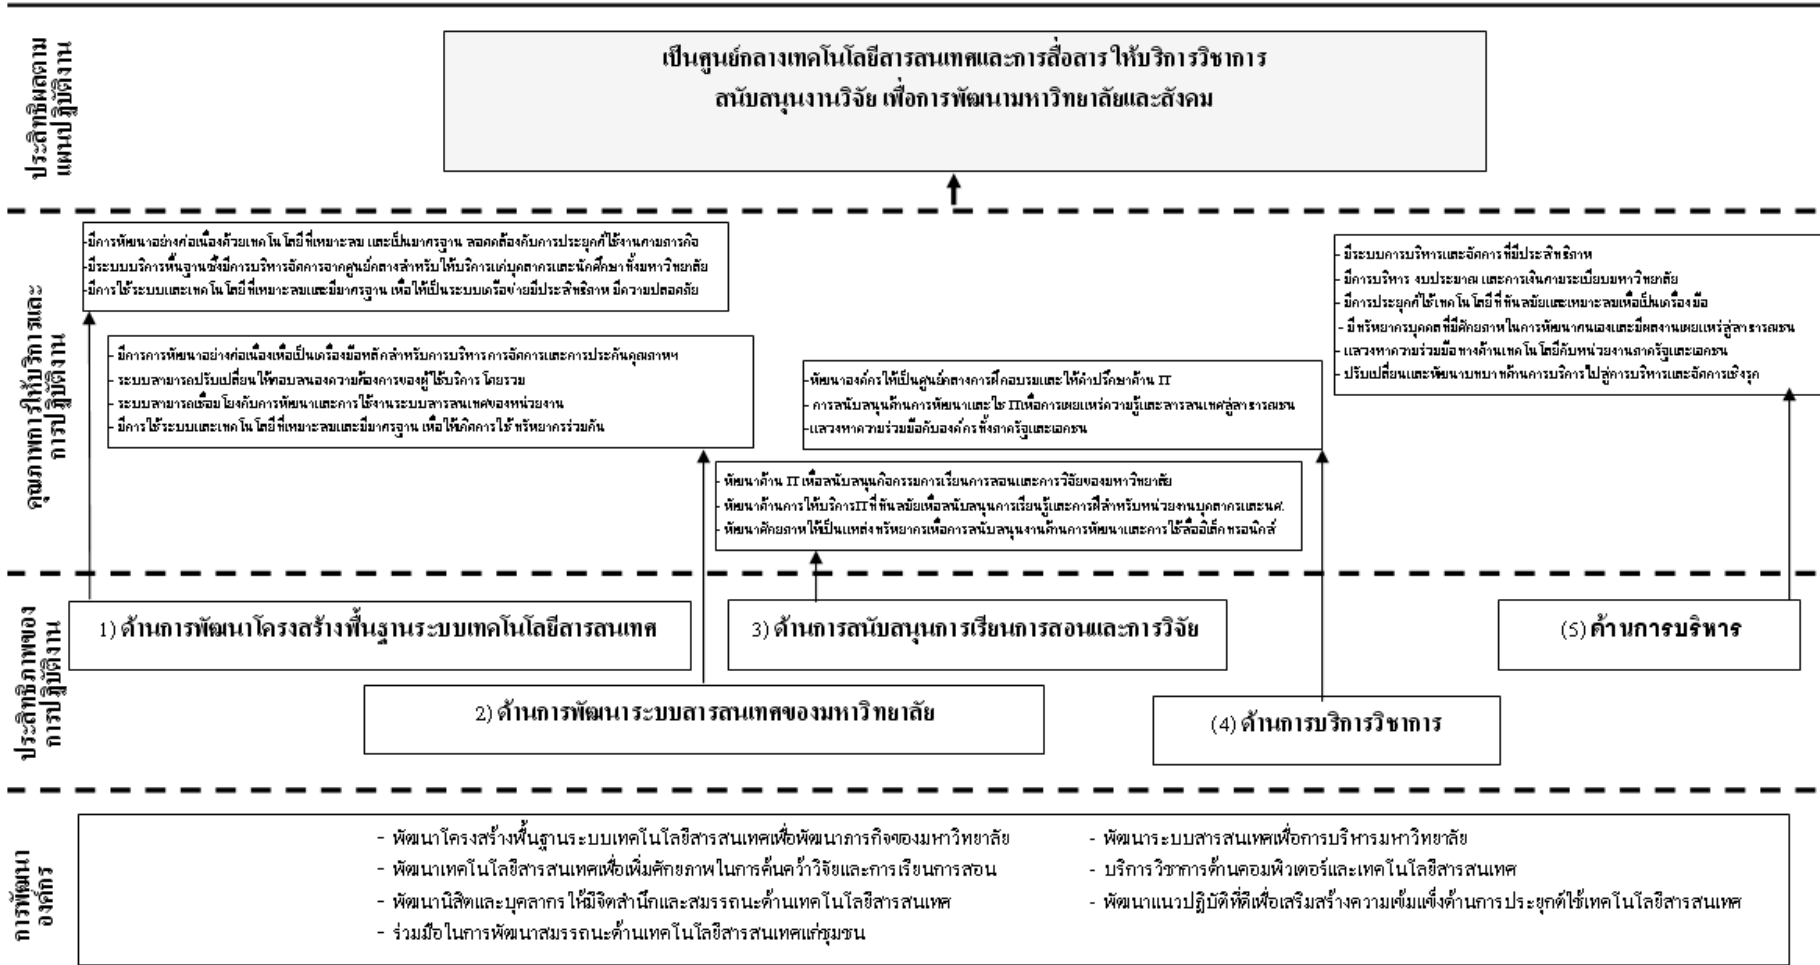 ประสิทธิผลตาม
แผนปฏิบัติงาน
เป็นศูนย์กลางเทคโนโลยีสารสนเทศและการสื่อสาร ให้บริการวิชาการ
สนับสนุนงานวิจัย เพื่อการพัฒนามหาวิทยาลัยและสังคม
คุณภาพการให้บริการและ
การปฏิบัติงาน
-มีการพัฒนาอย่างต่อเนื่องด้วยเทคโนโลยีที่เหมาะสม และเป็นมาตรฐาน สอดคล้องกับการประยุกต์ใช้งานตามภารกิจ
-มีระบบบริการพื้นฐานซึ่งมีการบริหารจัดการจากศูนย์กลางสำหรับให้บริการแก่บุคลากรและนักศึกษาทั้งมหาวิทยาลัย
-มีการใช้ระบบและเทคโนโลยีที่เหมาะสมและมีมาตรฐาน เพื่อให้เป็นระบบเครือข่ายมีประสิทธิภาพ มีความปลอดภัย
- มีการการพัฒนาอย่างต่อเนื่องเพื่อเป็นเครื่องมือหลักสำหรับการบริหารการจัดการและการประกันคุณภาพฯ
- ระบบสามารถปรับเปลี่ยนให้ตอบสนองความต้องการของผู้ใช้บริการ โดยรวม
- ระบบสามารถเชื่อมโยงกับการพัฒนาและการใช้งานระบบสารสนเทศของหน่วยงาน
- มีการใช้ระบบและเทคโนโลยีที่เหมาะสมและมีมาตรฐาน เพื่อให้เกิดการใช้ทรัพยากรร่วมกัน
-พัฒนาองค์กรให้เป็นศูนย์กลางการฝึกอบรมและให้คำปรึกษาด้าน IT
- การสนับสนุนด้านการพัฒนาและใช้ ITเพื่อการเผยแพร่ความรู้และสารสนเทศสู่สาธารณชน
-แสวงหาความร่วมมือกับองค์กรทั้งภาครัฐและเอกชน
- พัฒนาด้าน IT เพื่อสนับสนุนกิจกรรมการเรียนการสอนและการวิจัยของมหาวิทยาลัย
- พัฒนาด้านการให้บริการITที่ทันสมัยเพื่อสนับสนุนการเรียนรู้และการ สำหรับหน่วยงานบุคลากรและนศ.
- พัฒนาศักยภาพให้เป็นแหล่งทรัพยากรเพื่อการสนับสนุนงานด้านการพัฒนาและการใช้สื่ออิเล็กทรอนิกส์
- มีระบบการบริหารและจัดการที่มีประสิทธิภาพ
- มีการบริหาร งบประมาณ และการเงินตามระเบียบมหาวิทยาลัย
- มีการประยุกต์ใช้เทคโนโลยีที่ทันสมัยและเหมาะสมเพื่อเป็นเครื่องมือ
- มีทรัพยากรบุคคลที่มีศักยภาพในการพัฒนาตนเองและมีผลงานเผยแพร่สู่สาธารณชน
- แสวงหาความร่วมมือทางด้านเทคโนโลยีกับหน่วยงานภาครัฐและเอกชน
- ปรับเปลี่ยนและพัฒนาบทบาทด้านการบริการไปสู่การบริหารและจัดการเชิงรุก
ประสิทธิภาพของ
การปฏิบัติงาน
1) ด้านการพัฒนาโครงสร้างพื้นฐานระบบเทคโนโลยีสารสนเทศ
3) ด้านการสนับสนุนการเรียนการสอนและการวิจัย
(5) ด้านการบริหาร
2) ด้านการพัฒนาระบบสารสนเทศของมหาวิทยาลัย
(4) ด้านการบริการวิชาการ
การพัฒนา
องค์กร
- พัฒนาโครงสร้างพื้นฐานระบบเทคโนโลยีสารสนเทศเพื่อพัฒนาภารกิจของมหาวิทยาลัย
- พัฒนาเทคโนโลยีสารสนเทศเพื่อเพิ่มศักยภาพในการค้นคว้าวิจัยและการเรียนการสอน
- พัฒนานิสิตและบุคลากรให้มีจิตสำนึกและสมรรถนะด้านเทคโนโลยีสารสนเทศ
- ร่วมมือในการพัฒนาสมรรถนะด้านเทคโนโลยีสารสนเทศแก่ชุมชน
- พัฒนาระบบสารสนเทศเพื่อการบริหารมหาวิทยาลัย
- บริการวิชาการด้านคอมพิวเตอร์และเทคโนโลยีสารสนเทศ
- พัฒนาแนวปฏิบัติที่ดีเพื่อเสริมสร้างความเข้มแข็งด้านการประยุกต์ใช้เทคโนโลยีสารสนเทศ